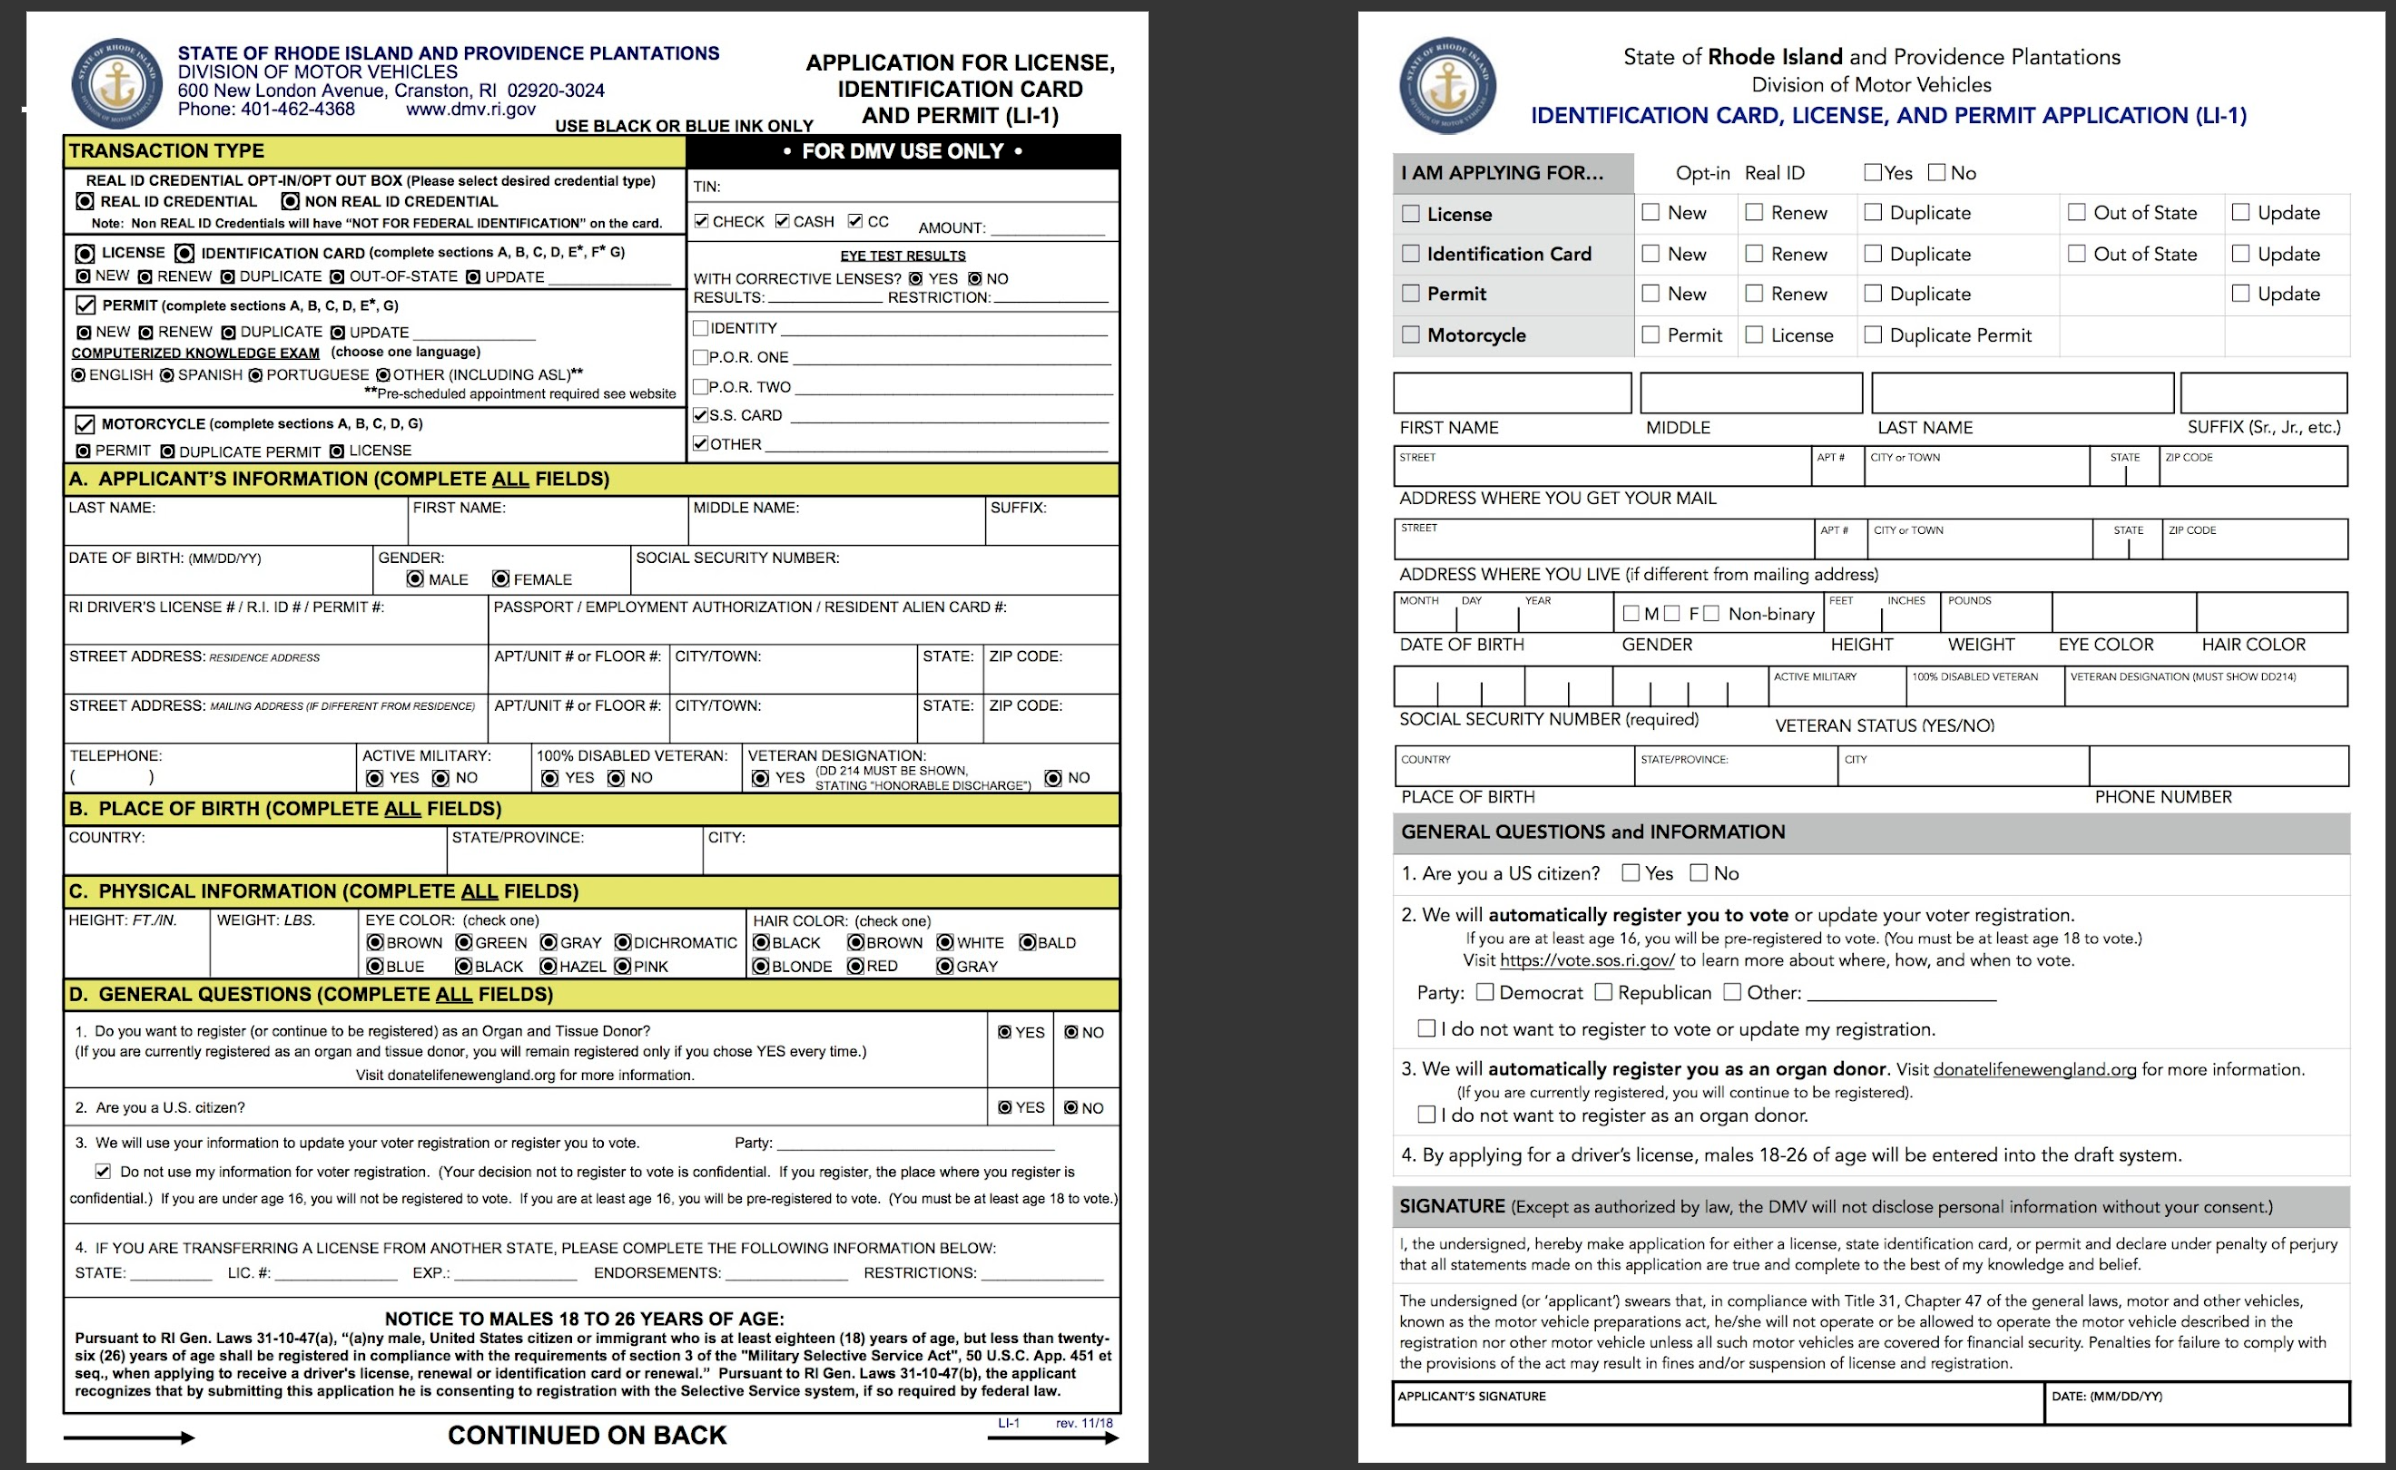 STATE OF RHODE ISLAND AND PROVIDENCE PLANTATIONS
DIVISION OF MOTOR VEHICLES
600 New London Avenue, Cranston, RI 02920-3024
Phone: 401-462-4368 www.dmv.ri.gov
USE BLACK OR BLUE INK ONLY
APPLICATION FOR LICENSE,
IDENTIFICATION CARD
AND PERMIT (LI-1)
TRANSACTION TYPE
REAL ID CREDENTIAL OPT-IN/OPT OUT BOX (Please select desired credential type)
REAL ID CREDENTIAL NON REAL ID CREDENTIAL
Note: Non REAL ID Credentials will have “NOT FOR FEDERAL IDENTIFICATION” on the card.
LICENSE IDENTIFICATION CARD (complete sections A, B, C, D, E*, F* G)
NEW RENEW DUPLICATE OUT-OF-STATE UPDATE
PERMIT (complete sections A, B, C, D, E*, G)
NEW RENEW DUPLICATE UPDATE
COMPUTERIZED KNOWLEDGE EXAM (choose one language)
ENGLISH SPANISH PORTUGUESE OTHER (INCLUDING ASL)**
**Pre-scheduled appointment required see website
MOTORCYCLE (complete sections A, B, C, D, G)
PERMIT DUPLICATE PERMIT LICENSE
• FOR DMV USE ONLY •
TIN:
CHECK CASH CC AMOUNT:
EYE TEST RESULTS
WITH CORRECTIVE LENSES? YES NO
RESULTS: RESTRICTION:
IDENTITY
P.O.R. ONE
P.O.R. TWO
S.S. CARD
OTHER
A. APPLICANT’S INFORMATION (COMPLETE ALL FIELDS)
LAST NAME: FIRST NAME: MIDDLE NAME: SUFFIX:
DATE OF BIRTH: (MM/DD/YY) GENDER: SOCIAL SECURITY NUMBER:
MALE FEMALE
RI DRIVER’S LICENSE # / R.I. ID # / PERMIT #: PASSPORT / EMPLOYMENT AUTHORIZATION / RESIDENT ALIEN CARD #:
STREET ADDRESS: RESIDENCE ADDRESS APT/UNIT # or FLOOR #: CITY/TOWN: STATE: ZIP CODE:
STREET ADDRESS: MAILING ADDRESS (IF DIFFERENT FROM RESIDENCE) APT/UNIT # or FLOOR #: CITY/TOWN: STATE: ZIP CODE:
TELEPHONE: ACTIVE MILITARY: 100% DISABLED VETERAN: VETERAN DESIGNATION:
( ) YES NO YES NO YES (DD 214 MUST BE SHOWN, NO
STATING “HONORABLE DISCHARGE”)
B. PLACE OF BIRTH (COMPLETE ALL FIELDS)
COUNTRY: STATE/PROVINCE: CITY:
C. PHYSICAL INFORMATION (COMPLETE ALL FIELDS)
HEIGHT: FT./IN. WEIGHT: LBS. EYE COLOR: (check one) HAIR COLOR: (check one)
BROWN GREEN GRAY DICHROMATIC BLACK BROWN WHITE BALD
BLUE BLACK HAZEL PINK BLONDE RED GRAY
D. GENERAL QUESTIONS (COMPLETE ALL FIELDS)
1. Do you want to register (or continue to be registered) as an Organ and Tissue Donor? YES NO
(If you are currently registered as an organ and tissue donor, you will remain registered only if you chose YES every time.)
Visit donatelifenewengland.org for more information.
2. Are you a U.S. citizen? YES NO
3. We will use your information to update your voter registration or register you to vote. Party:
Do not use my information for voter registration. (Your decision not to register to vote is confidential. If you register, the place where you register is
confidential.) If you are under age 16, you will not be registered to vote. If you are at least age 16, you will be pre-registered to vote. (You must be at least age 18 to vote.)
4. IF YOU ARE TRANSFERRING A LICENSE FROM ANOTHER STATE, PLEASE COMPLETE THE FOLLOWING INFORMATION BELOW:
STATE: LIC. #: EXP.: ENDORSEMENTS: RESTRICTIONS:
NOTICE TO MALES 18 TO 26 YEARS OF AGE:
Pursuant to RI Gen. Laws 31-10-47(a), “(a)ny male, United States citizen or immigrant who is at least eighteen (18) years of age, but less than twenty-
six (26) years of age shall be registered in compliance with the requirements of section 3 of the "Military Selective Service Act", 50 U.S.C. App. 451 et
seq., when applying to receive a driver's license, renewal or identification card or renewal.” Pursuant to RI Gen. Laws 31-10-47(b), the applicant
recognizes that by submitting this application he is consenting to registration with the Selective Service system, if so required by federal law.
LI-1 rev. 11/18
CONTINUED ON BACK
State of Rhode Island and Providence Plantations
Division of Motor Vehicles
IDENTIFICATION CARD, LICENSE, AND PERMIT APPLICATION (LI-1)
I AM APPLYING FOR... Opt-in Real ID Yes No
License New Renew Duplicate Out of State Update
Identification Card New Renew Duplicate Out of State Update
Permit New Renew Duplicate Update
Motorcycle Permit License Duplicate Permit
FIRST NAME MIDDLE LAST NAME SUFFIX (Sr., Jr., etc.)
STREET APT # CITY or TOWN STATE ZIP CODE
ADDRESS WHERE YOU GET YOUR MAIL
STREET APT # CITY or TOWN STATE ZIP CODE
ADDRESS WHERE YOU LIVE (if different from mailing address)
MONTH DAY YEAR M F Non-binary FEET INCHES POUNDS
DATE OF BIRTH GENDER HEIGHT WEIGHT EYE COLOR HAIR COLOR
ACTIVE MILITARY 100% DISABLED VETERAN VETERAN DESIGNATION (MUST SHOW DD214)
SOCIAL SECURITY NUMBER (required) VETERAN STATUS (YES/NO)
COUNTRY STATE/PROVINCE: CITY
PLACE OF BIRTH PHONE NUMBER
GENERAL QUESTIONS and INFORMATION
1. Are you a US citizen? Yes No
2. We will automatically register you to vote or update your voter registration.
If you are at least age 16, you will be pre-registered to vote. (You must be at least age 18 to vote.)
Visit https://vote.sos.ri.gov/ to learn more about where, how, and when to vote.
Party: Democrat Republican Other:
I do not want to register to vote or update my registration.
3. We will automatically register you as an organ donor. Visit donatelifenewengland.org for more information.
(If you are currently registered, you will continue to be registered).
I do not want to register as an organ donor.
4. By applying for a driver’s license, males 18-26 of age will be entered into the draft system.
SIGNATURE (Except as authorized by law, the DMV will not disclose personal information without your consent.)
I, the undersigned, hereby make application for either a license, state identification card, or permit and declare under penalty of perjury
that all statements made on this application are true and complete to the best of my knowledge and belief.
The undersigned (or ‘applicant’) swears that, in compliance with Title 31, Chapter 47 of the general laws, motor and other vehicles,
known as the motor vehicle preparations act, he/she will not operate or be allowed to operate the motor vehicle described in the
registration nor other motor vehicle unless all such motor vehicles are covered for financial security. Penalties for failure to comply with
the provisions of the act may result in fines and/or suspension of license and registration.
APPLICANT’S SIGNATURE DATE: (MM/DD/YY)